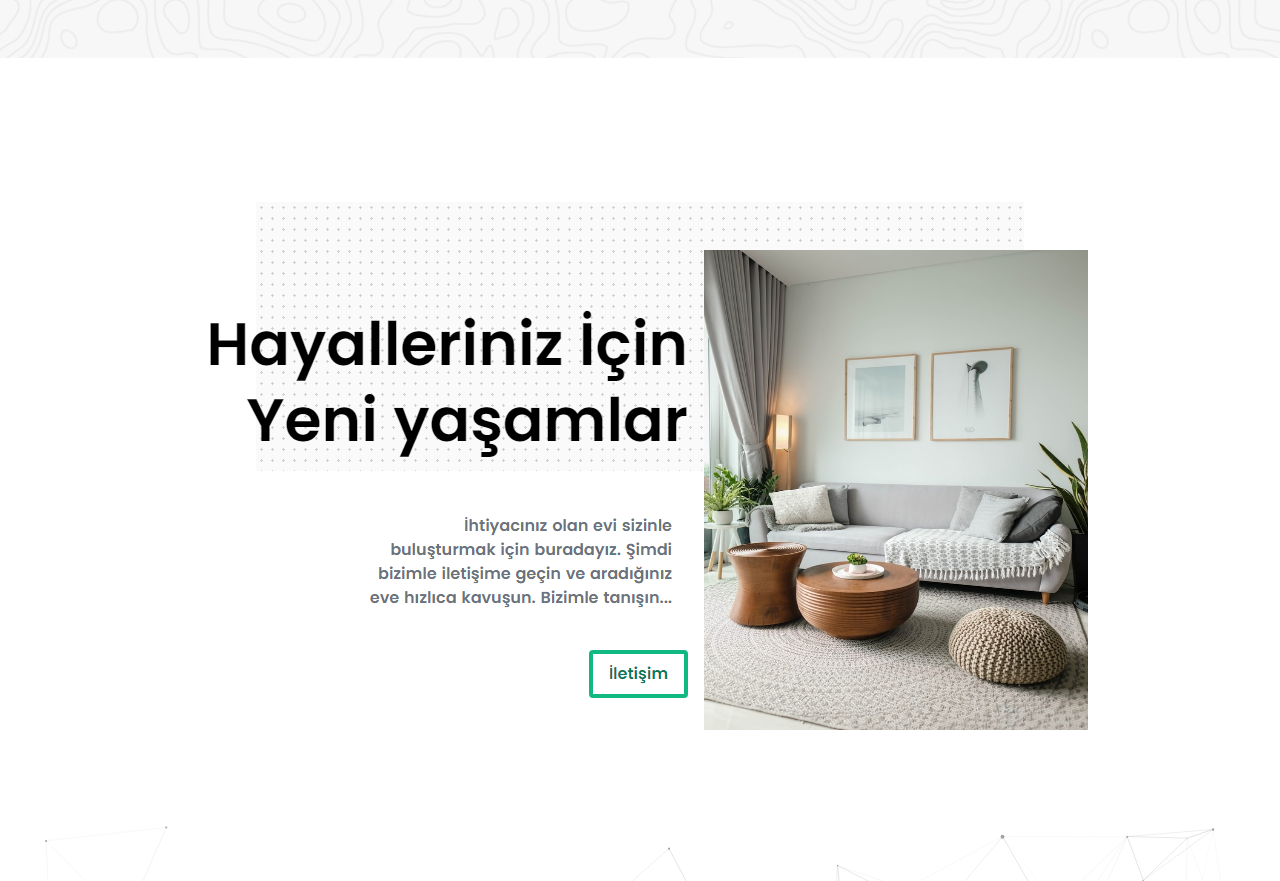 Hayalleriniz İçin
Yeni yaşamlar
İhtiyacınız olan evi sizinle
buluşturmak için buradayız. Şimdi
bizimle iletişime geçin ve aradığınız
eve hızlıca kavuşun. Bizimle tanışın...
İletişim